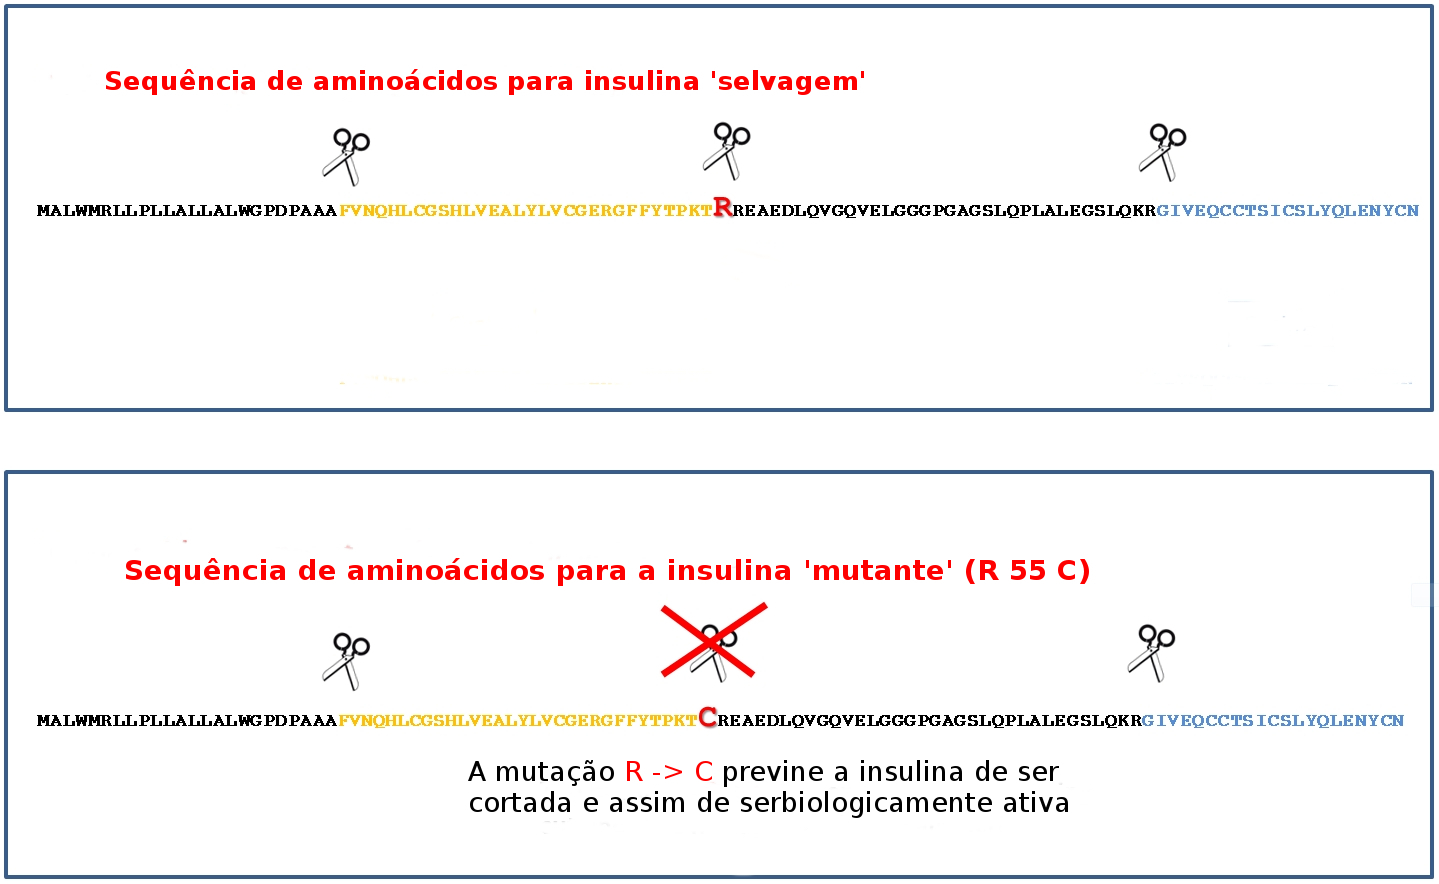 Sequência de aminoácidos para insulina 'selvagem'
MALWMRLLPLLALLALWGPDPAAAFVNQHLCGSHLVEALYLVCGERGFFYTPKTRREAEDLQVGQVELGGGPGAGSLQPLALEGSLQKRGIVEQCCTSICSLYQLENYCN
Sequência de aminoácidos para a insulina 'mutante' (R 55 C)
MALWMRLLPLLALLALWGPDPAAAFVNQHLCGSHLVEALYLVCGERGFFYTPKTCREAEDLQVGQVELGGGPGAGSLQPLALEGSLQKRGIVEQCCTSICSLYQLENYCN
A mutação R -> C previne a insulina de ser
cortada e assim de serbiologicamente ativa